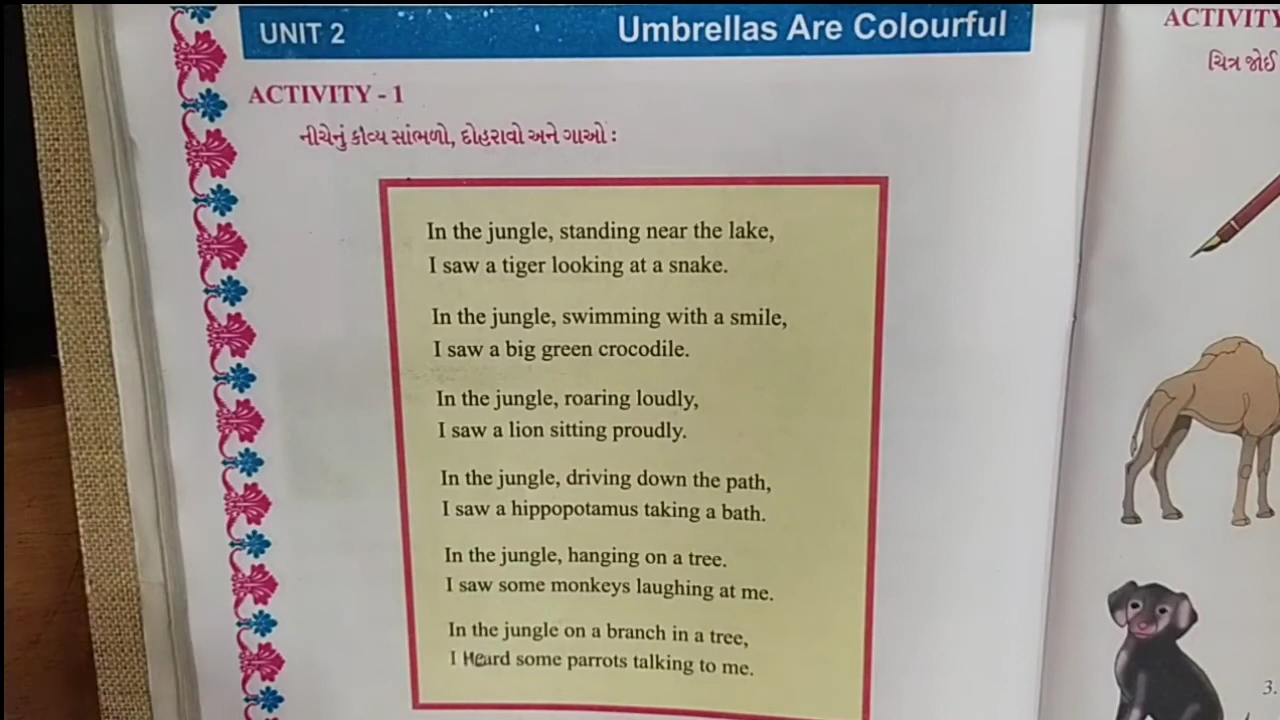 UNIT 2
Umbrellas Are Colourful
ACTIVITY - 1
નીચેનું કાવ્ય સાંભળો, દોહરાવો અને ગાઓ :
In the jungle, standing near the lake,
I saw a tiger looking at a snake.
In the jungle, swimming with a smile,
I saw a big green crocodile.
In the jungle, roaring loudly,
I saw a lion sitting proudly.
In the jungle, driving down the path,
I saw a hippopotamus taking a bath.
In the jungle, hanging on a tree.
I saw some monkeys laughing at me.
In the jungle on a branch in a tree,
I Heard some parrots talking to me.
ACTIVITY
ચિત્ર જોઈ
3.